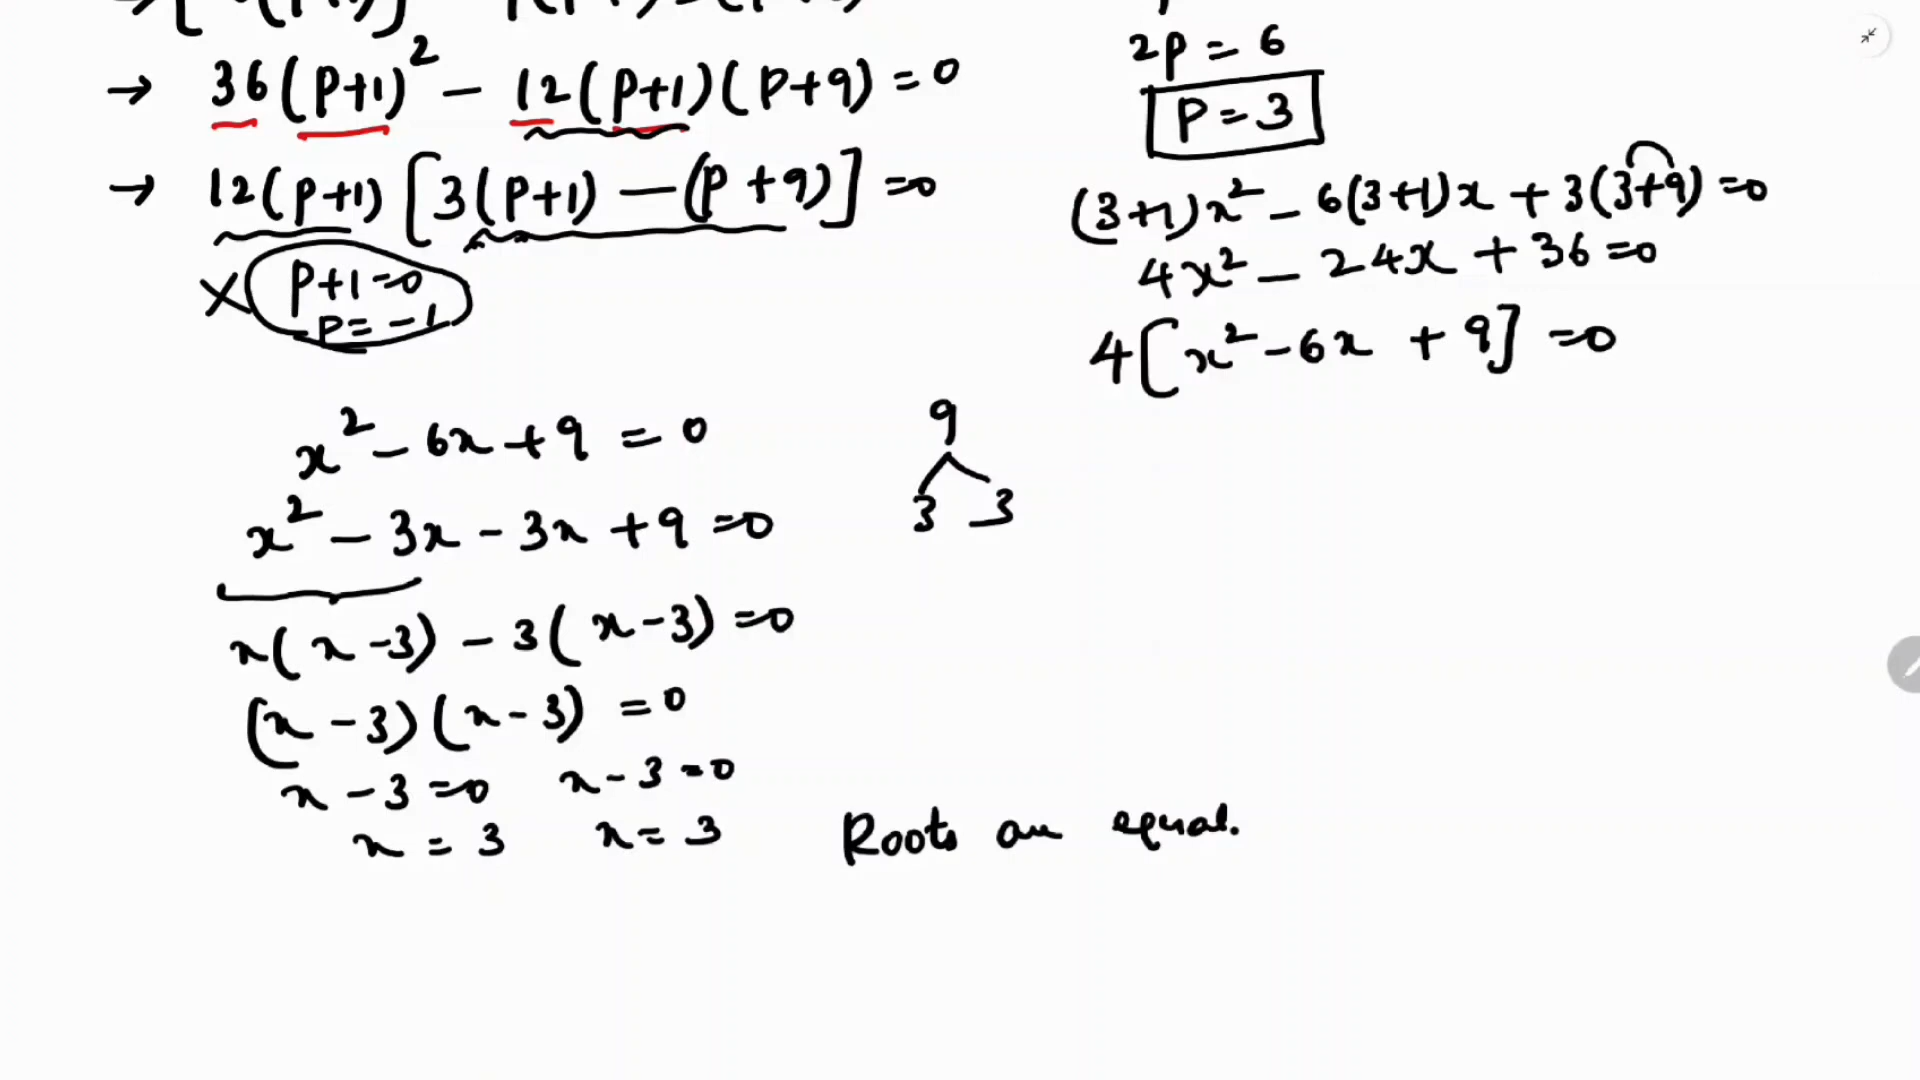 → 36(P+1)² - 12(P+1)(P+9) = 0
→ 12(P+1)[3(P+1) - (P+9)] = 0
× P+1=0
P = -1
2P = 6
P = 3
(3+1)x² - 6(3+1)x + 3(3+9) = 0
4x² - 24x + 36 = 0
4[x² - 6x + 9] = 0
x² - 6x + 9 = 0
x² - 3x - 3x + 9 = 0
x(x-3) - 3(x-3) = 0
(x-3)(x-3) = 0
x - 3 = 0 x - 3 = 0
x = 3 x = 3 Roots are equal.
9
3 3